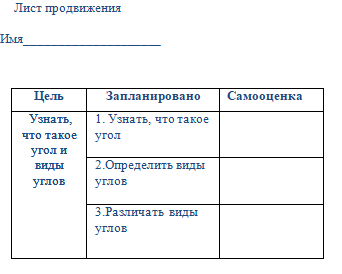 Лист продвижения
Имя_____________________
Цель
Запланировано
Самооценка
Узнать,
что такое
угол и
виды
углов
1. Узнать, что такое
угол
2.Определить виды
углов
3.Различать виды
углов